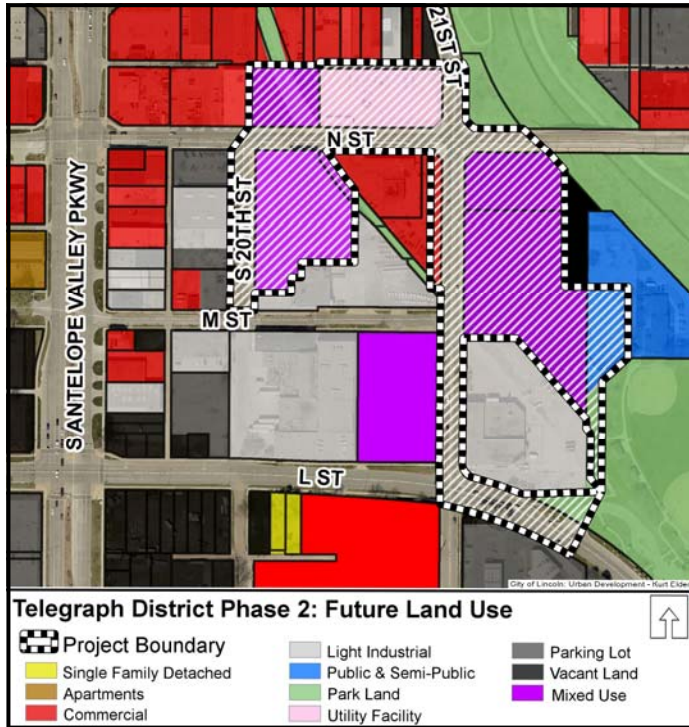 21ST ST
N ST
S 20TH ST
S ANTELOPE VALLEY PKWY
M ST
L ST
City of Lincoln: Urban Development - Kurt Elder
Telegraph District Phase 2: Future Land Use
Project Boundary
Single Family Detached
Apartments
Commercial
Light Industrial
Public & Semi-Public
Park Land
Utility Facility
Parking Lot
Vacant Land
Mixed Use